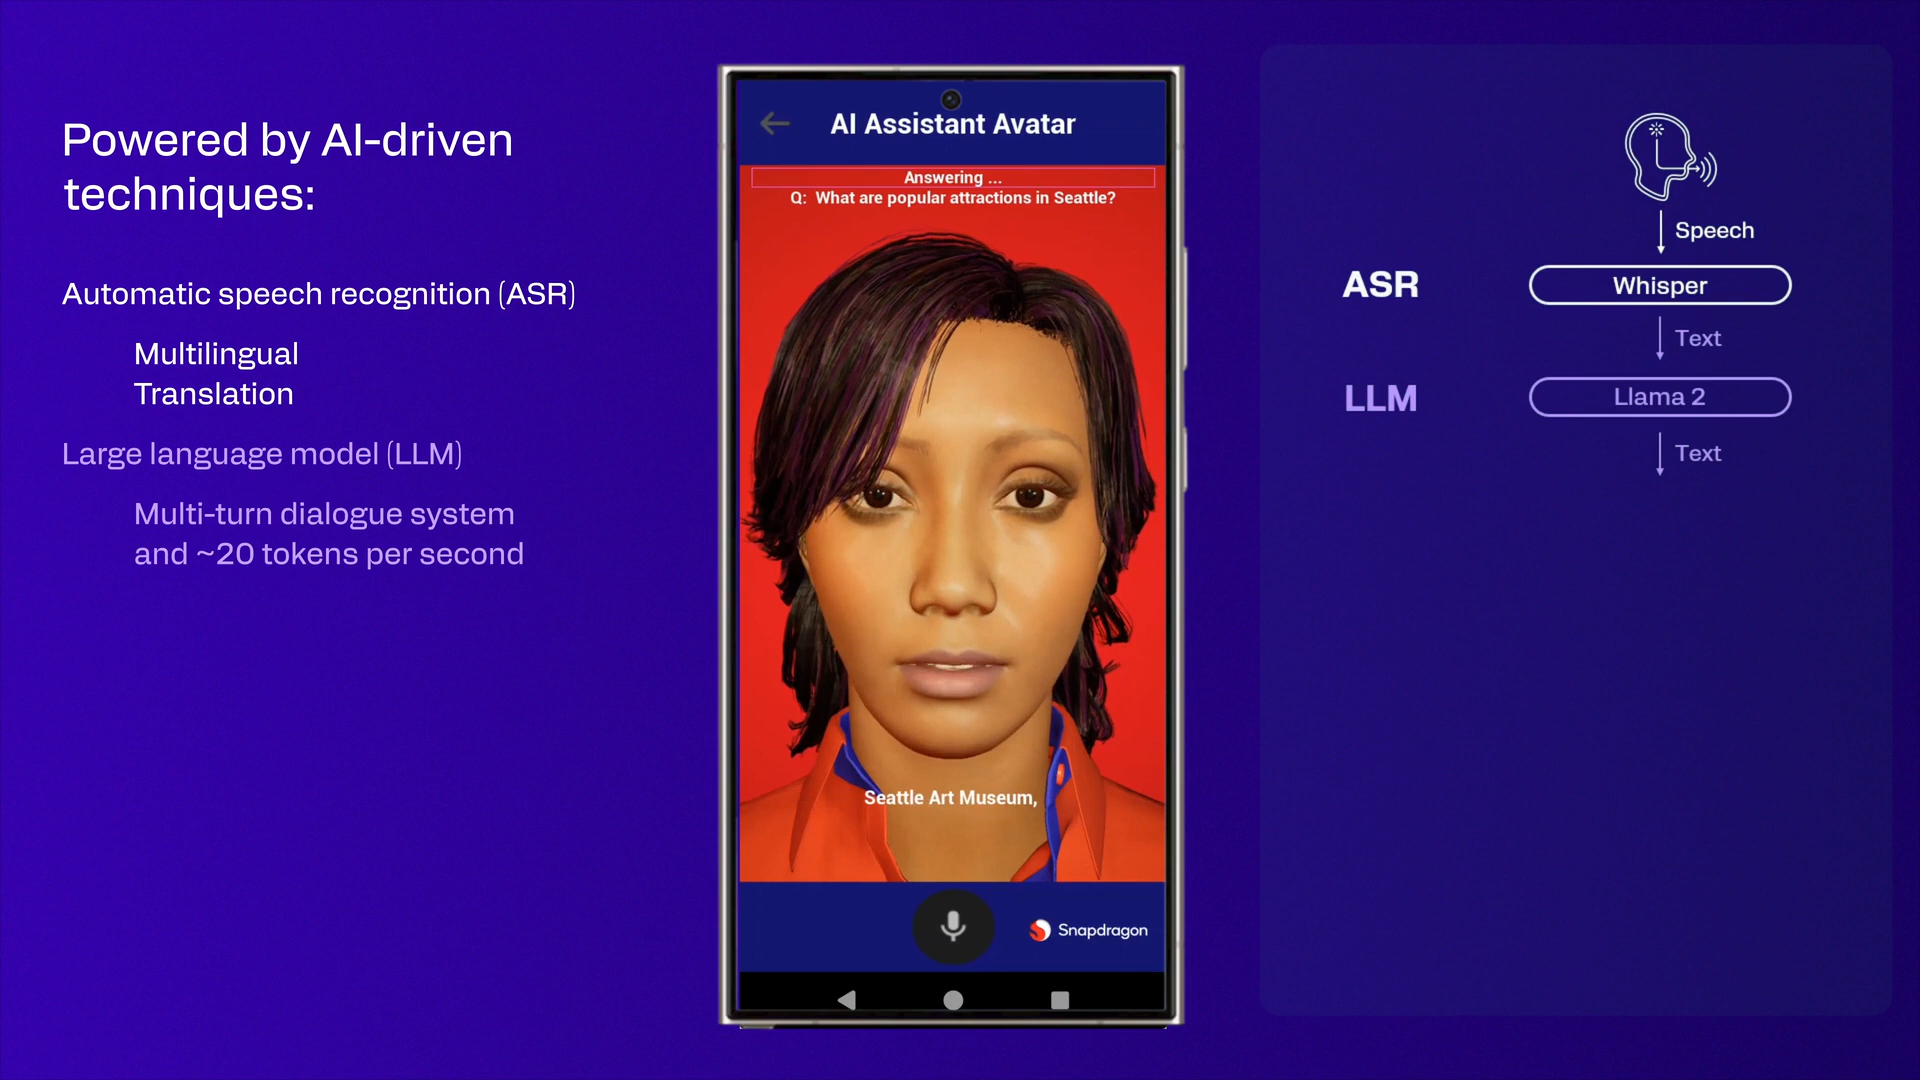 Powered by AI-driven
techniques:
Automatic speech recognition (ASR)
Multilingual
Translation
Large language model (LLM)
Multi-turn dialogue system
and ~20 tokens per second
AI Assistant Avatar
Answering ...
Q: What are popular attractions in Seattle?
Seattle Art Museum,
Snapdragon
Speech
ASR
Whisper
Text
LLM
Llama 2
Text